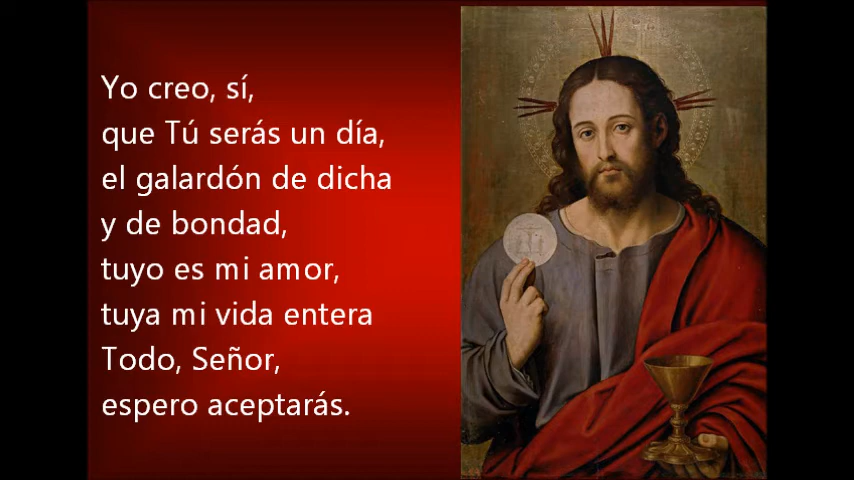 Yo creo, sí,
que Tú serás un día,
el galardón de dicha
y de bondad,
tuyo es mi amor,
tuya mi vida entera
Todo, Señor,
espero aceptarás.